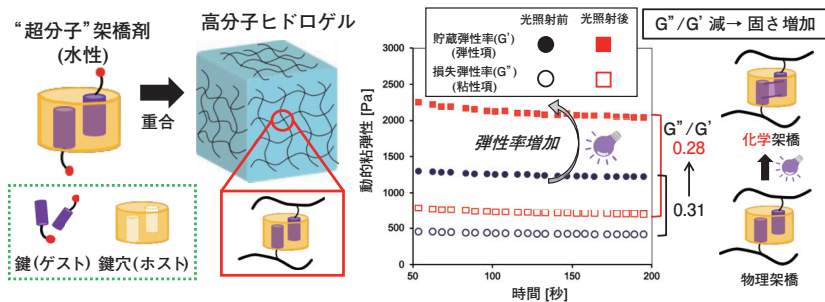 “超分子”架橋剤
(水性)
重合
高分子ヒドロゲル
鍵(ゲスト) 鍵穴(ホスト)
光照射前 光照射後
貯蔵弾性率(G')
(弾性項)
損失弾性率(G")
(粘性項)
動的粘弾性 [Pa]
3000
2500
2000
1500
1000
500
0
50 100 150 200
時間 [秒]
弾性率増加
G"/G'
0.28
0.31
G"/G' 減→ 固さ増加
化学架橋
物理架橋